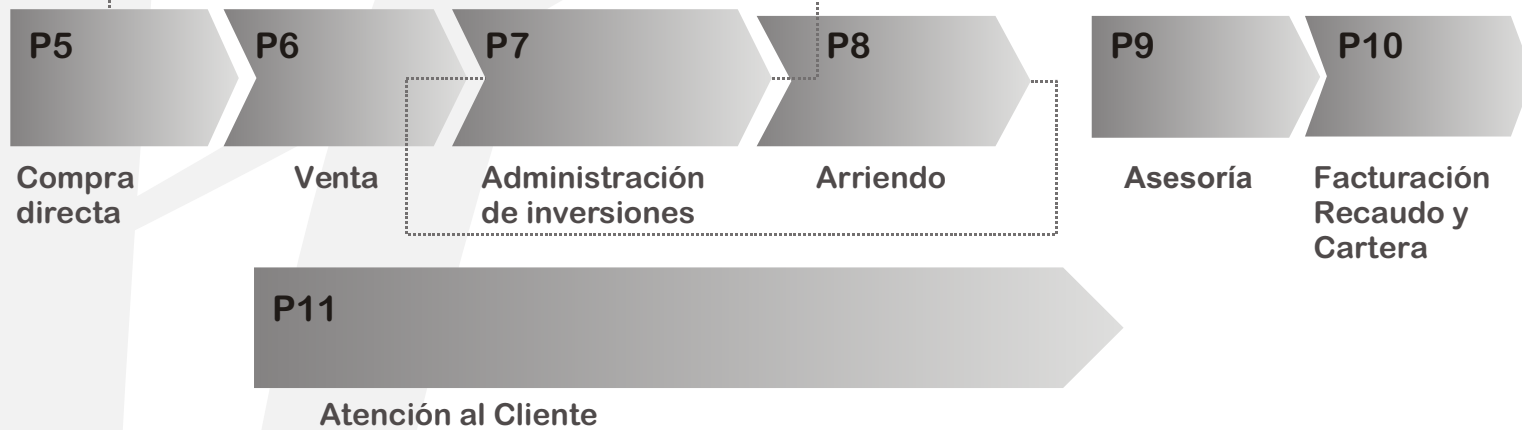 P5
P6
P7
P8
P9
P10
Compra
directa
Venta
Administración
de inversiones
Arriendo
Asesoría
Facturación
Recaudo y
Cartera
P11
Atención al Cliente